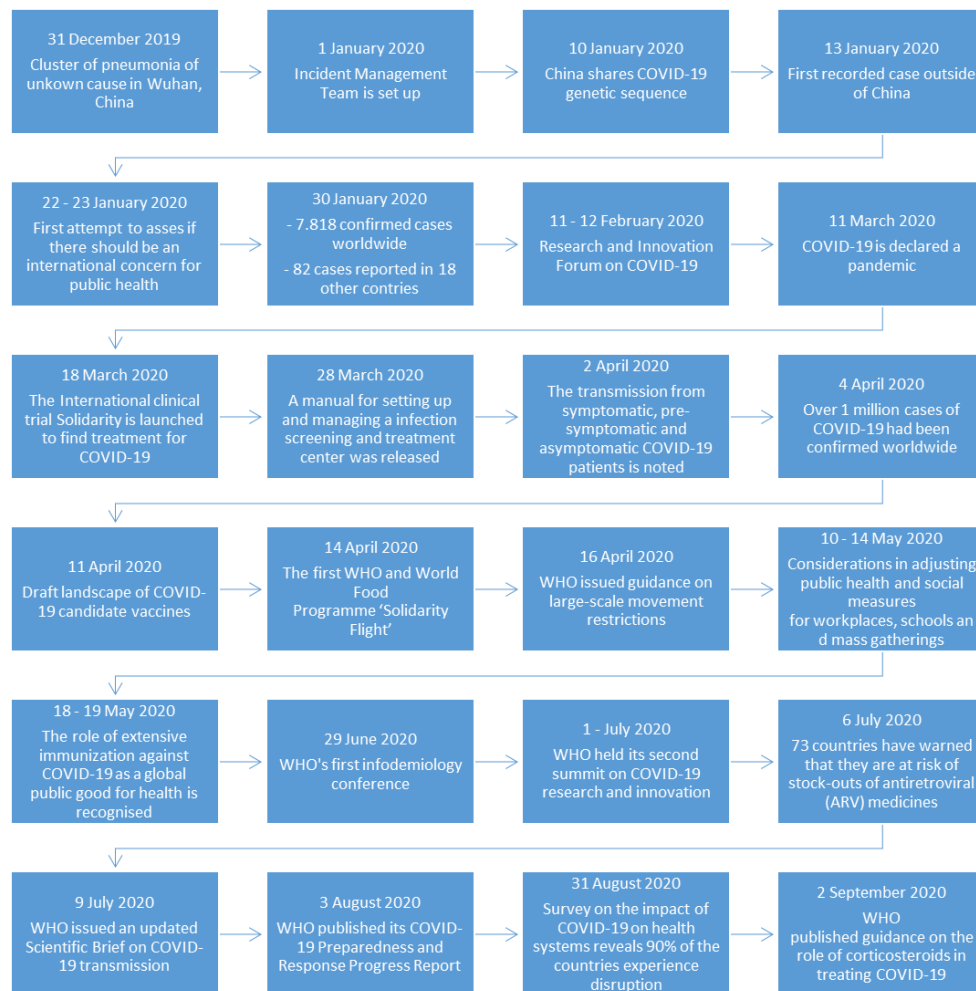 31 December 2019
Cluster of pneumonia of
unkown cause in Wuhan,
China
1 January 2020
Incident Management
Team is set up
10 January 2020
China shares COVID-19
genetic sequence
13 January 2020
First recorded case outside
of China
22 - 23 January 2020
First attempt to asses if
there should be an
international concern for
public health
30 January 2020
- 7.818 confirmed cases
worldwide
- 82 cases reported in 18
other contries
11 - 12 February 2020
Research and Innovation
Forum on COVID-19
11 March 2020
COVID-19 is declared a
pandemic
18 March 2020
The International clinical
trial Solidarity is launched
to find treatment for
COVID-19
28 March 2020
A manual for setting up
and managing a infection
screening and treatment
center was released
2 April 2020
The transmission from
symptomatic, pre-
symptomatic and
asymptomatic COVID-19
patients is noted
4 April 2020
Over 1 million cases of
COVID-19 had been
confirmed worldwide
11 April 2020
Draft landscape of COVID-
19 candidate vaccines
14 April 2020
The first WHO and World
Food
Programme ‘Solidarity
Flight’
16 April 2020
WHO issued guidance on
large-scale movement
restrictions
10 - 14 May 2020
Considerations in adjusting
public health and social
measures
for workplaces, schools an
d mass gatherings
18 - 19 May 2020
The role of extensive
immunization against
COVID-19 as a global
public good for health is
recognised
29 June 2020
WHO's first infodemiology
conference
1 - July 2020
WHO held its second
summit on COVID-19
research and innovation
6 July 2020
73 countries have warned
that they are at risk of
stock-outs of antiretroviral
(ARV) medicines
9 July 2020
WHO issued an updated
Scientific Brief on COVID-
19 transmission
3 August 2020
WHO published its COVID-
19 Preparedness and
Response Progress Report
31 August 2020
Survey on the impact of
COVID-19 on health
systems reveals 90% of the
countries experience
disruption
2 September 2020
WHO
published guidance on the
role of corticosteroids in
treating COVID-19